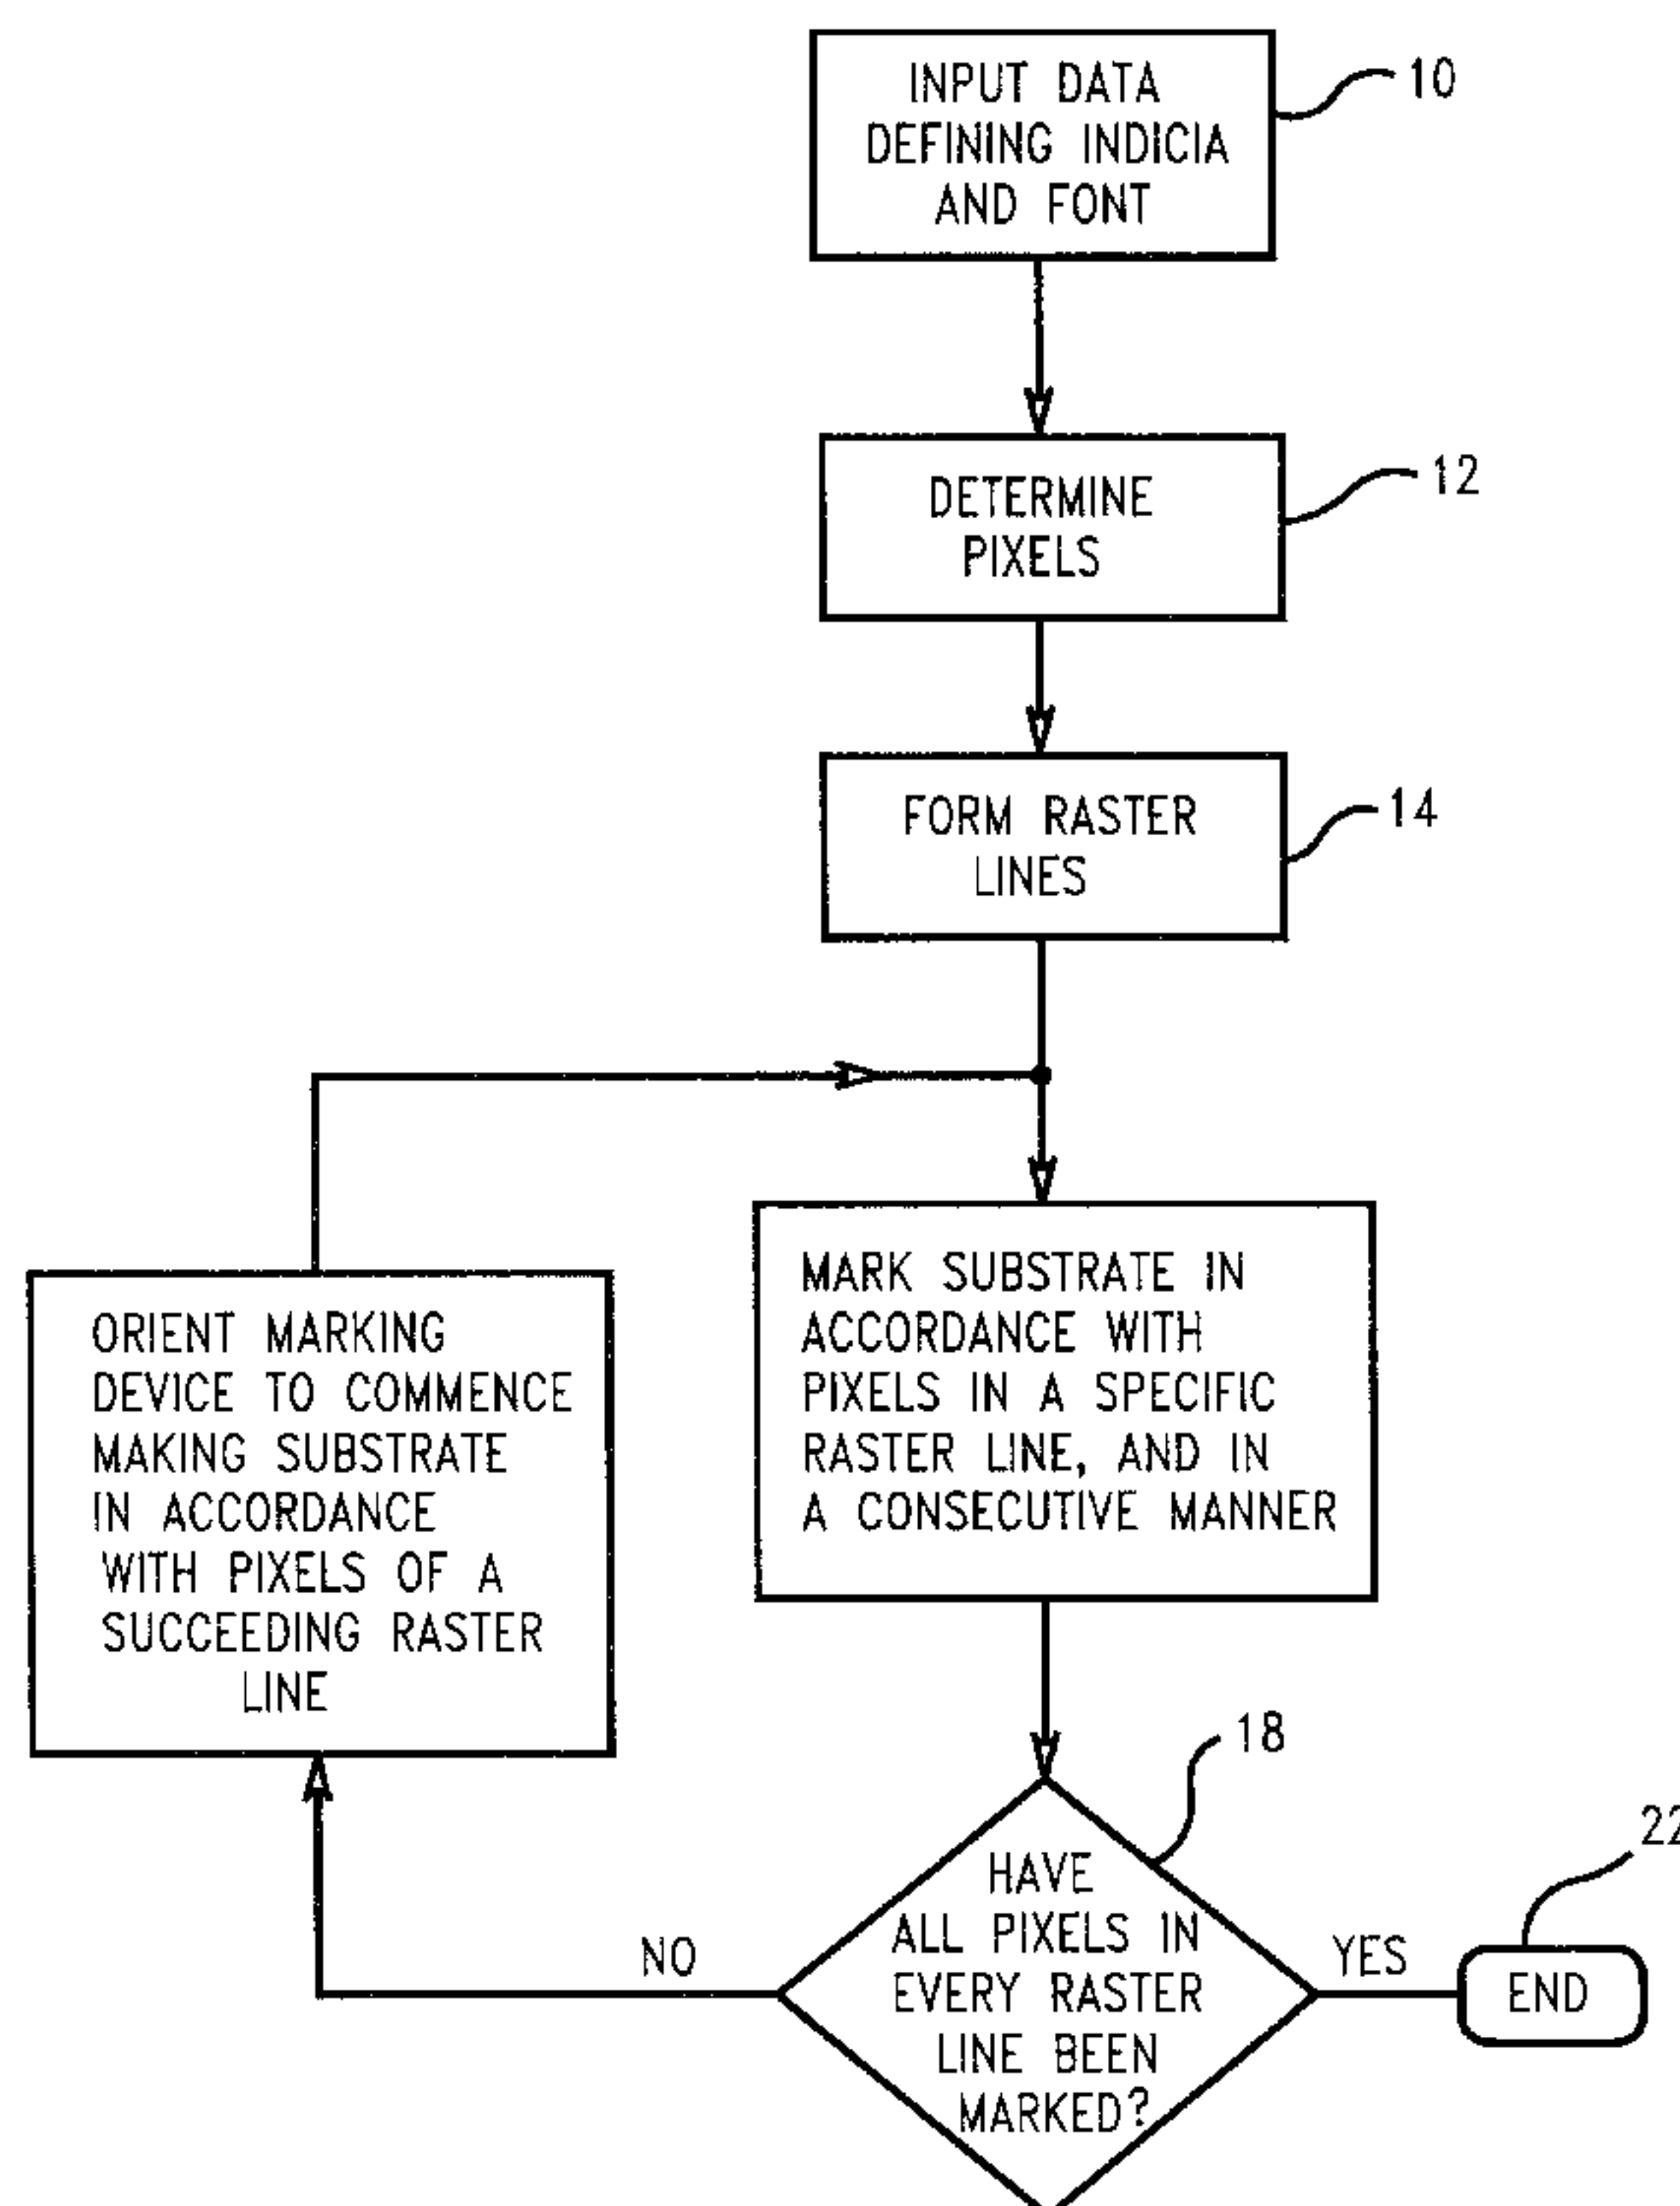 INPUT DATA
DEFINING INDICIA
AND FONT
10
DETERMINE
PIXELS
12
FORM RASTER
LINES
14
MARK SUBSTRATE IN
ACCORDANCE WITH
PIXELS IN A SPECIFIC
RASTER LINE, AND IN
A CONSECUTIVE MANNER
ORIENT MARKING
DEVICE TO COMMENCE
MAKING SUBSTRATE
IN ACCORDANCE
WITH PIXELS OF A
SUCCEEDING RASTER
LINE
18
HAVE
ALL PIXELS IN
EVERY RASTER
LINE BEEN
MARKED?
NO
YES
22
END